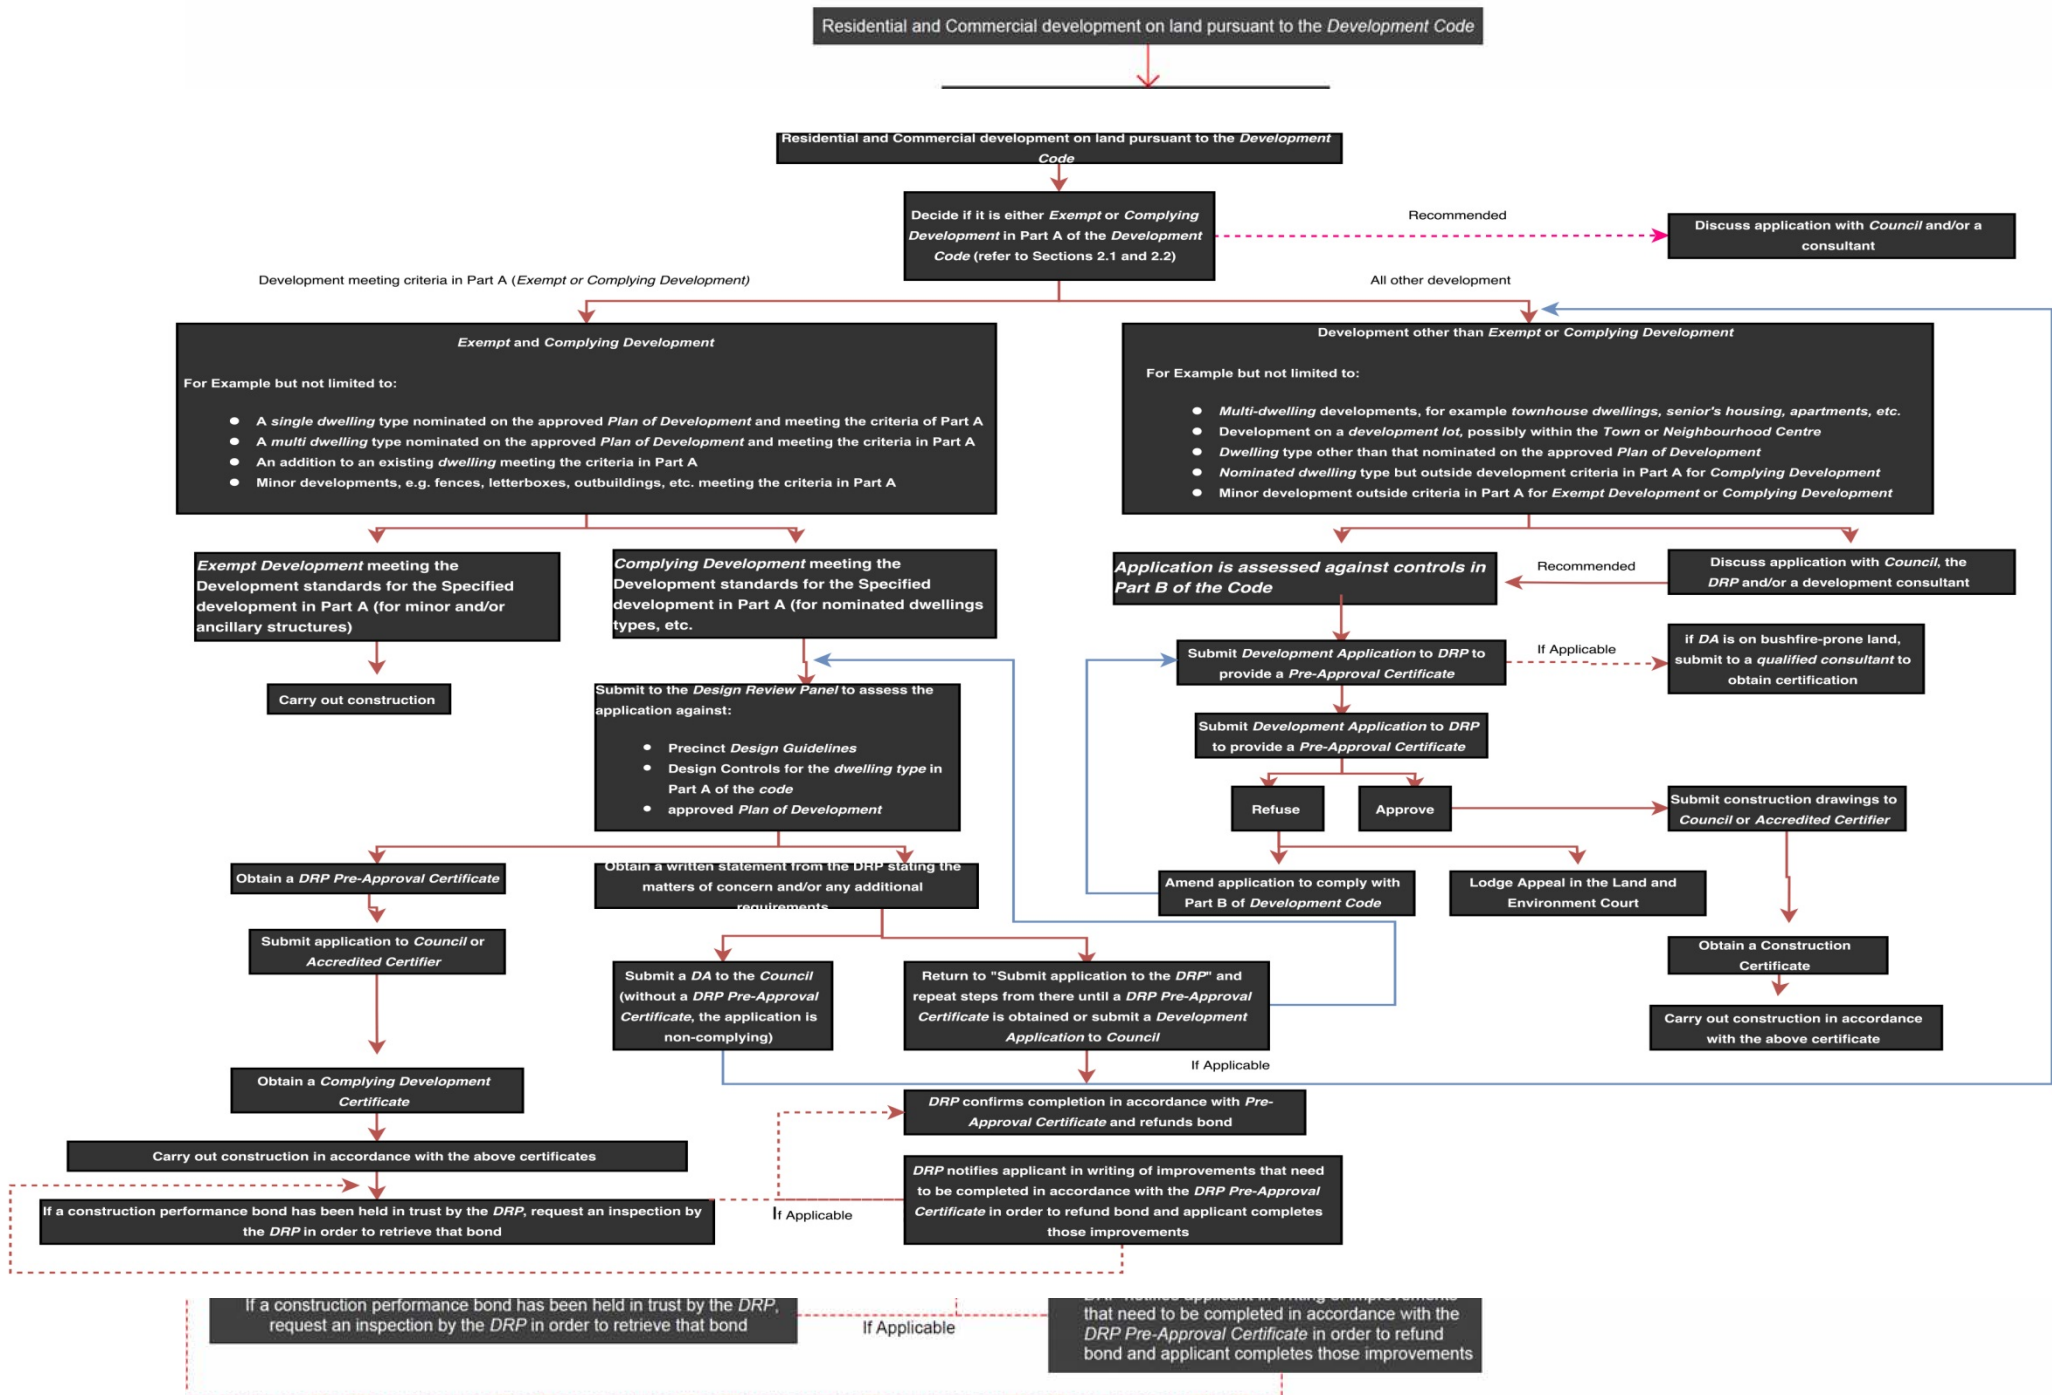 Residential and Commercial development on land pursuant to the Development Code
Residential and Commercial development on land pursuant to the Development
Code
Decide if it is either Exempt or Complying
Development in Part A of the Development
Code (refer to Sections 2.1 and 2.2)
Recommended
Discuss application with Council and/or a
consultant
Development meeting criteria in Part A (Exempt or Complying Development)
All other development
Exempt and Complying Development
For Example but not limited to:
● A single dwelling type nominated on the approved Plan of Development and meeting the criteria of Part A
● A multi dwelling type nominated on the approved Plan of Development and meeting the criteria in Part A
● An addition to an existing dwelling meeting the criteria in Part A
● Minor developments, e.g. fences, letterboxes, outbuildings, etc. meeting the criteria in Part A
Development other than Exempt or Complying Development
For Example but not limited to:
● Multi-dwelling developments, for example townhouse dwellings, senior's housing, apartments, etc.
● Development on a development lot, possibly within the Town or Neighbourhood Centre
● Dwelling type other than that nominated on the approved Plan of Development
● Nominated dwelling type but outside development criteria in Part A for Complying Development
● Minor development outside criteria in Part A for Exempt Development or Complying Development
Exempt Development meeting the
Development standards for the Specified
development in Part A (for minor and/or
ancillary structures)
Carry out construction
Complying Development meeting the
Development standards for the Specified
development in Part A (for nominated dwellings
types, etc.
Submit to the Design Review Panel to assess the
application against:
● Precinct Design Guidelines
● Design Controls for the dwelling type in
Part A of the code
● approved Plan of Development
Application is assessed against controls in
Part B of the Code
Recommended
Discuss application with Council, the
DRP and/or a development consultant
Submit Development Application to DRP to
provide a Pre-Approval Certificate
If Applicable
if DA is on bushfire-prone land,
submit to a qualified consultant to
obtain certification
Submit Development Application to DRP
to provide a Pre-Approval Certificate
Refuse
Approve
Submit construction drawings to
Council or Accredited Certifier
Amend application to comply with
Part B of Development Code
Lodge Appeal in the Land and
Environment Court
Obtain a Construction
Certificate
Carry out construction in accordance
with the above certificate
Obtain a DRP Pre-Approval Certificate
Obtain a written statement from the DRP stating the
matters of concern and/or any additional
requirements
Submit application to Council or
Accredited Certifier
Submit a DA to the Council
(without a DRP Pre-Approval
Certificate, the application is
non-complying)
Return to "Submit application to the DRP" and
repeat steps from there until a DRP Pre-Approval
Certificate is obtained or submit a Development
Application to Council
If Applicable
Obtain a Complying Development
Certificate
DRP confirms completion in accordance with Pre-
Approval Certificate and refunds bond
Carry out construction in accordance with the above certificates
If a construction performance bond has been held in trust by the DRP, request an inspection by
the DRP in order to retrieve that bond
If Applicable
DRP notifies applicant in writing of improvements that need
to be completed in accordance with the DRP Pre-Approval
Certificate in order to refund bond and applicant completes
those improvements
If a construction performance bond has been held in trust by the DRP,
request an inspection by the DRP in order to retrieve that bond
If Applicable
DRP notifies applicant in writing of improvements
that need to be completed in accordance with the
DRP Pre-Approval Certificate in order to refund
bond and applicant completes those improvements